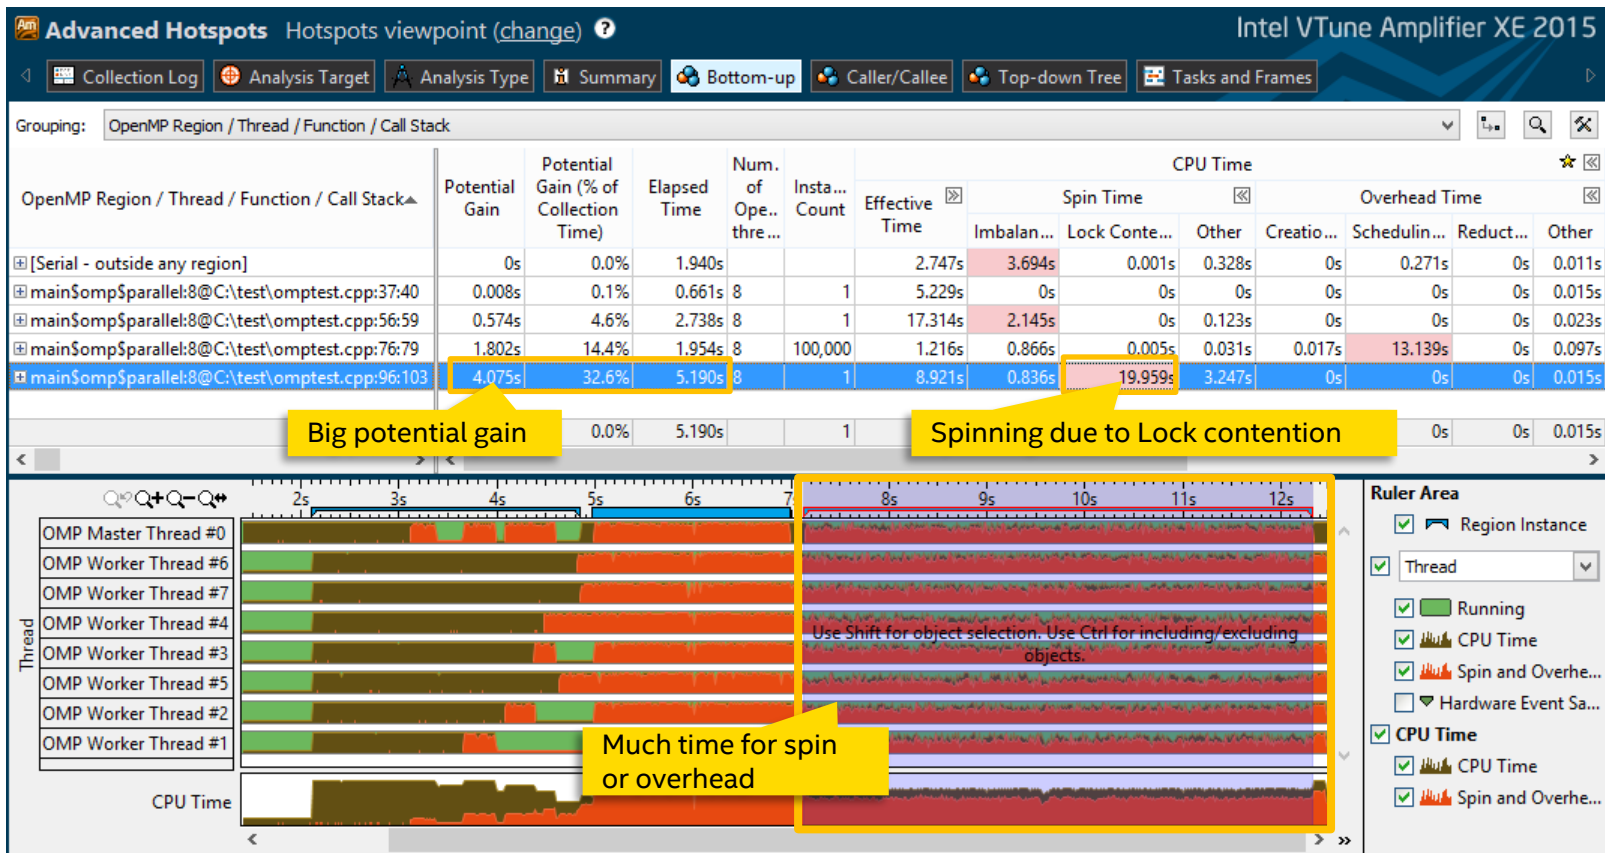 Am Advanced Hotspots Hotspots viewpoint (change) ? Intel VTune Amplifier XE 2015
Collection Log Analysis Target Analysis Type Summary Bottom-up Caller/Callee Top-down Tree Tasks and Frames
Grouping: OpenMP Region / Thread / Function / Call Stack
OpenMP Region / Thread / Function / Call Stack
Potential Gain
Potential Gain (% of Collection Time)
Elapsed Time
Num. of Ope.. thre...
Insta... Count
CPU Time
Effective Time
Spin Time
Overhead Time
Imbalan... Lock Conte... Other Creatio... Schedulin... Reduct... Other
[Serial - outside any region] 0s 0.0% 1.940s 2.747s 3.694s 0.001s 0.328s 0s 0.271s 0s 0.011s
main$omp$parallel:8@C:\test\omptest.cpp:37:40 0.008s 0.1% 0.661s 8 1 5.229s 0s 0s 0s 0s 0s 0s 0.015s
main$omp$parallel:8@C:\test\omptest.cpp:56:59 0.574s 4.6% 2.738s 8 1 17.314s 2.145s 0s 0.123s 0s 0s 0s 0.023s
main$omp$parallel:8@C:\test\omptest.cpp:76:79 1.802s 14.4% 1.954s 8 100,000 1.216s 0.866s 0.005s 0.031s 0.017s 13.139s 0s 0.097s
main$omp$parallel:8@C:\test\omptest.cpp:96:103 4.075s 32.6% 5.190s 8 1 8.921s 0.836s 19.959s 3.247s 0s 0s 0s 0.015s
Big potential gain
Spinning due to Lock contention
0.0% 5.190s 1 0s 0s 0.015s
2s 3s 4s 5s 6s 7 8s 9s 10s 11s 12s
Thread
OMP Master Thread #0
OMP Worker Thread #6
OMP Worker Thread #7
OMP Worker Thread #4
OMP Worker Thread #3
OMP Worker Thread #5
OMP Worker Thread #2
OMP Worker Thread #1
CPU Time
Use Shift for object selection. Use Ctrl for including/excluding
objects.
Much time for spin
or overhead
Ruler Area
Region Instance
Thread
Running
CPU Time
Spin and Overhe...
Hardware Event Sa...
CPU Time
CPU Time
Spin and Overhe...